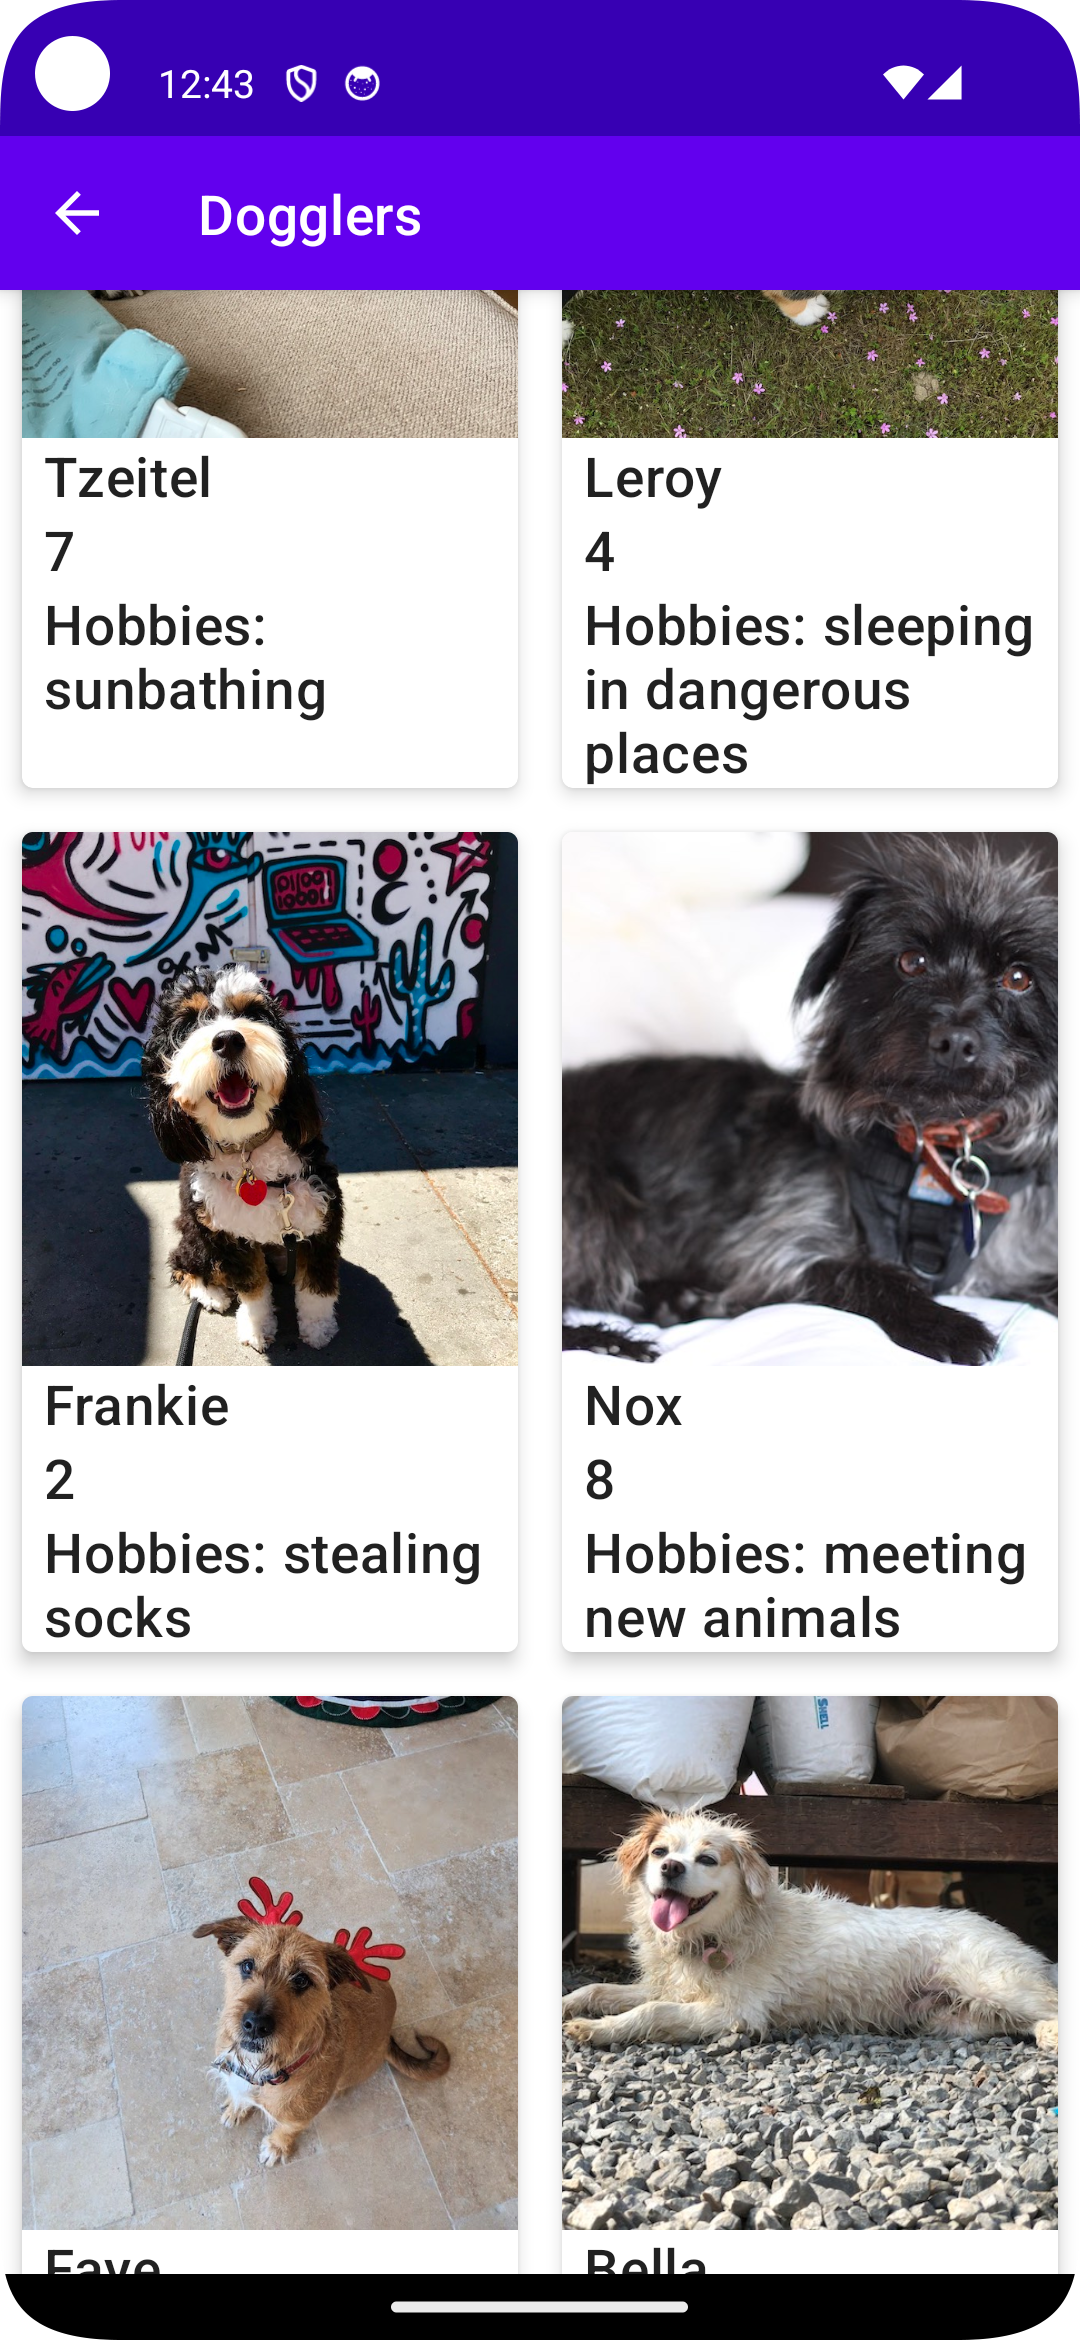 12:43
Dogglers
Tzeitel
7
Hobbies:
sunbathing
Leroy
4
Hobbies: sleeping
in dangerous
places
Frankie
2
Hobbies: stealing
socks
Nox
8
Hobbies: meeting
new animals
SHELL
Faye
Bella